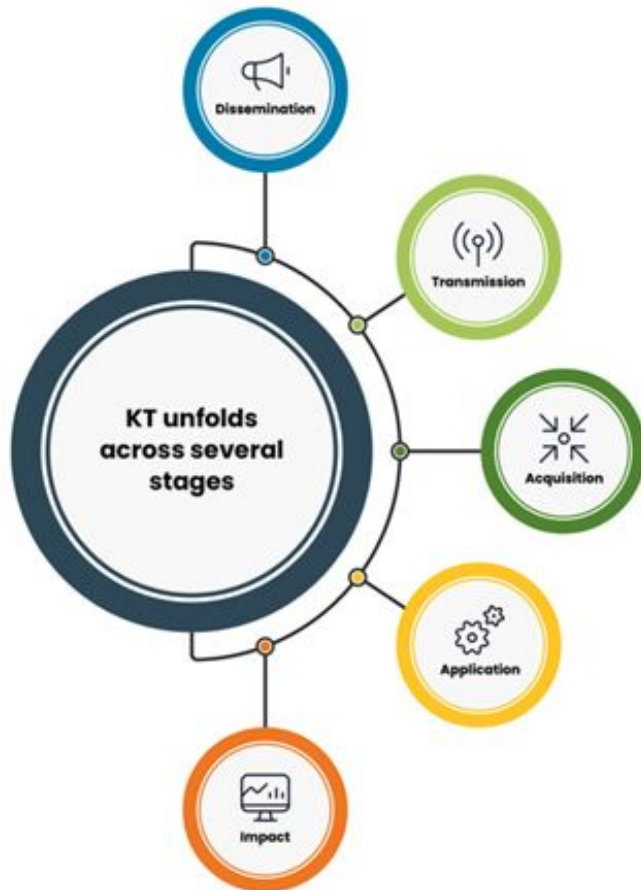 Dissemination
Transmission
KT unfolds
across several
stages
Acquisition
Application
Impact